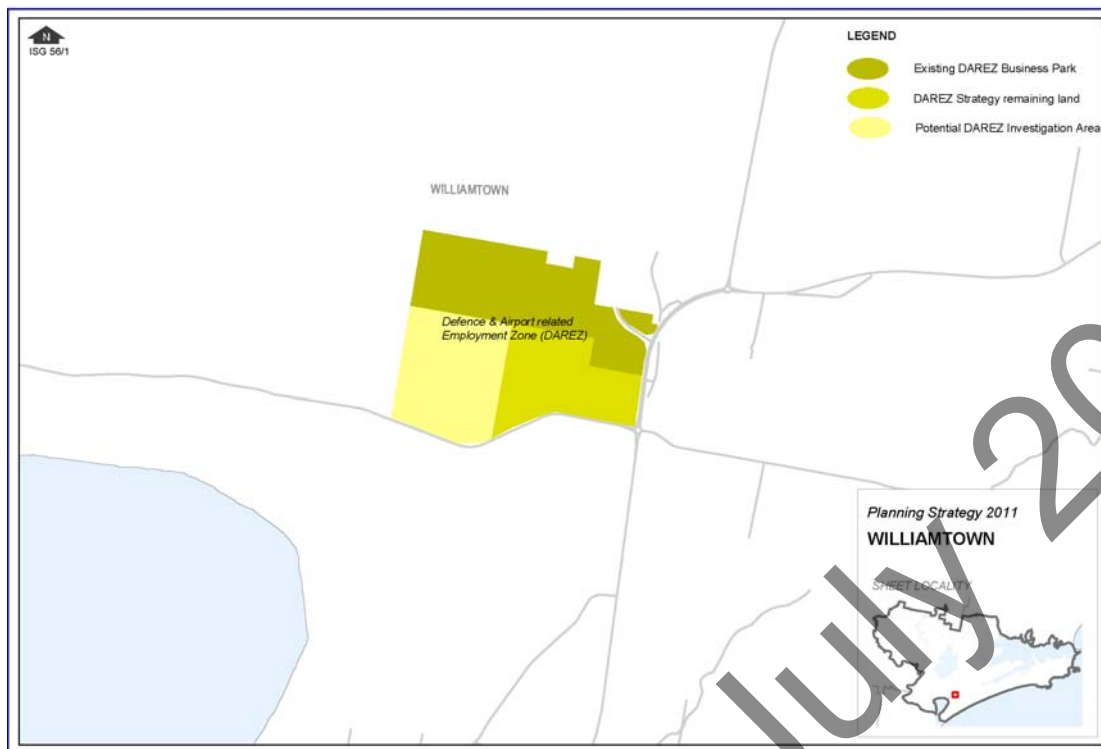 N
ISG 56/1
LEGEND
Existing DAREZ Business Park
DAREZ Strategy remaining land
Potential DAREZ Investigation Area
WILLIAMTOWN
Defence & Airport related
Employment Zone (DAREZ)
Planning Strategy 2011
WILLIAMTOWN
SHEET LOCALITY
July 20